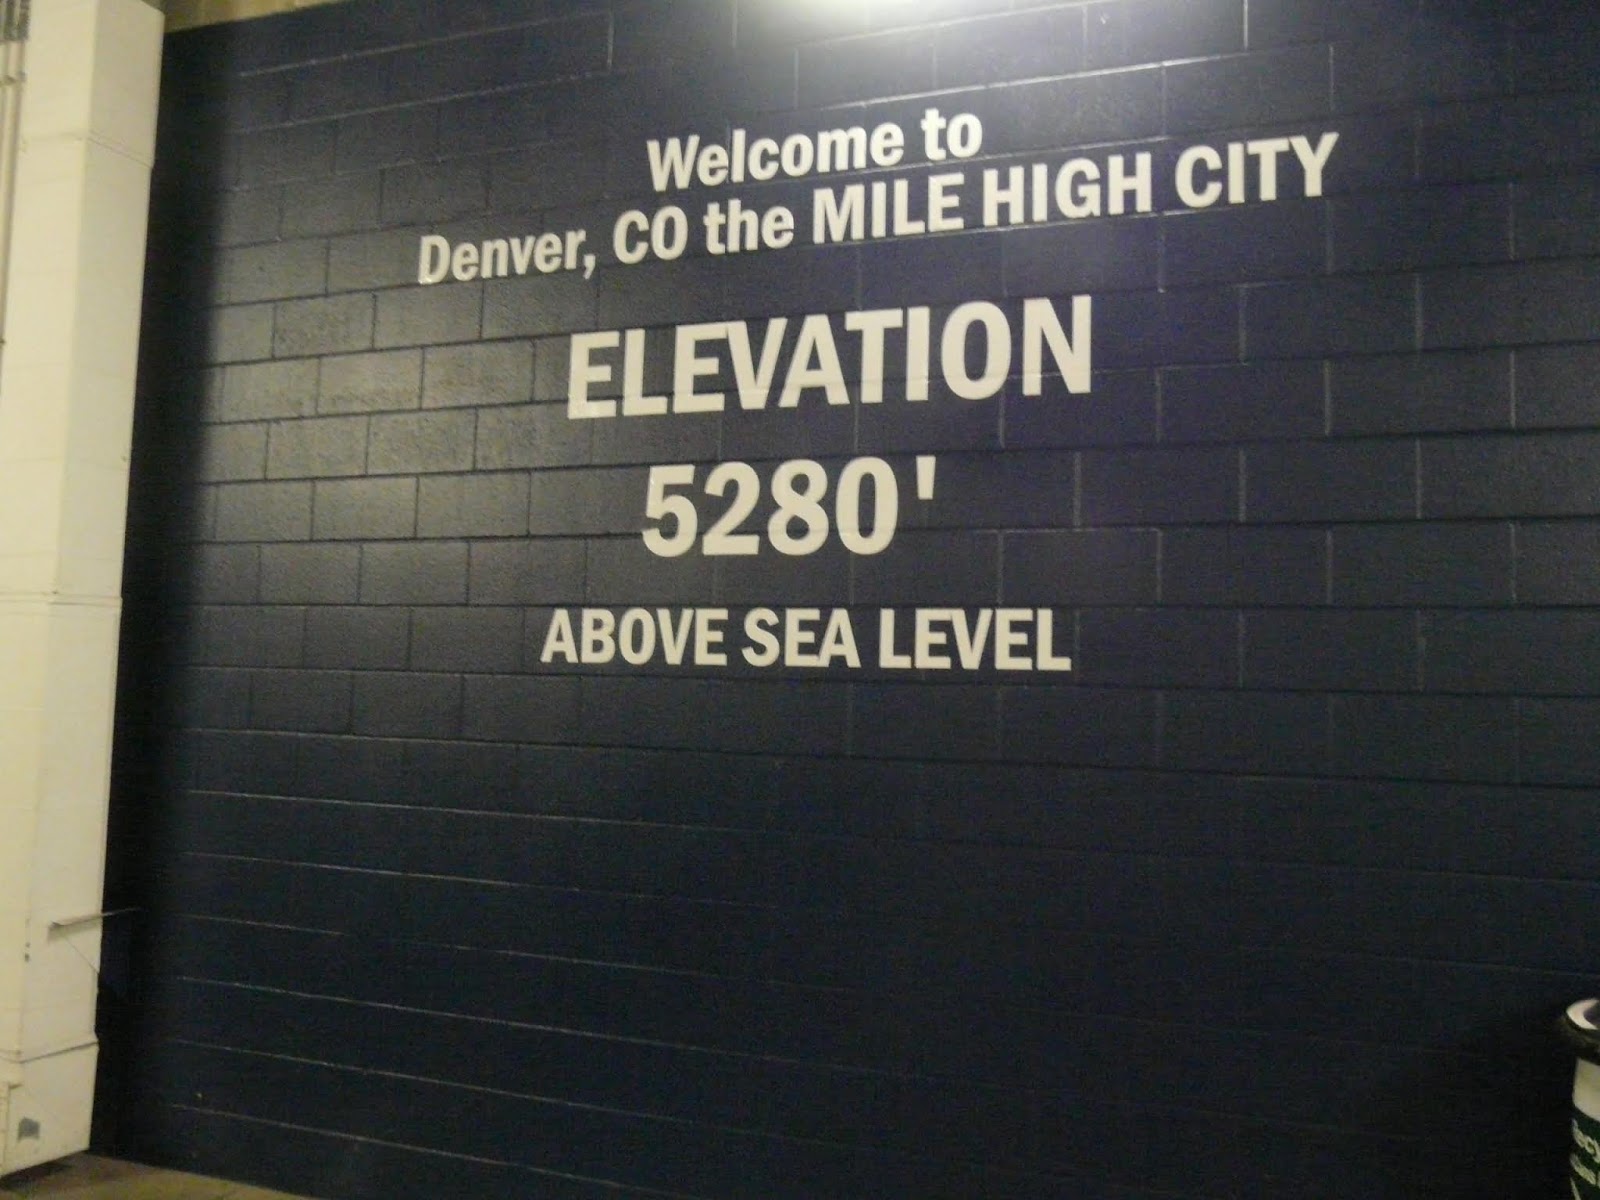 Welcome to
Denver, CO the MILE HIGH CITY
ELEVATION
5280'
ABOVE SEA LEVEL